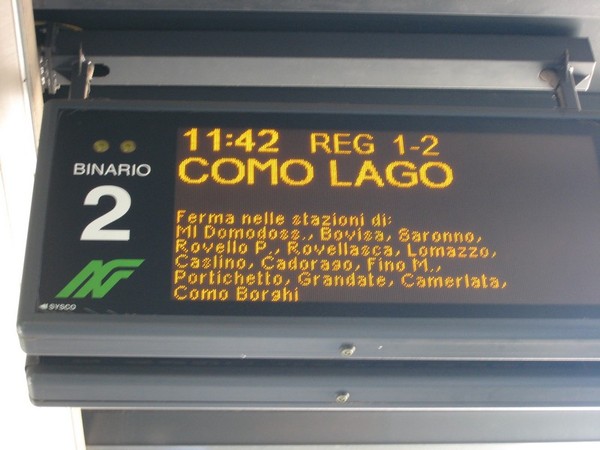 11:42 REG 1-2
BINARIO
COMO LAGO
2
Ferma nelle stazioni di:
MI Domodoss., Bovisa, Saronno,
Rovello P., Rovellasca, Lomazzo,
Caslino, Cadorago, Fino M.,
Portichetto, Grandate, Camerlata,
Como Borghi
SYSCO